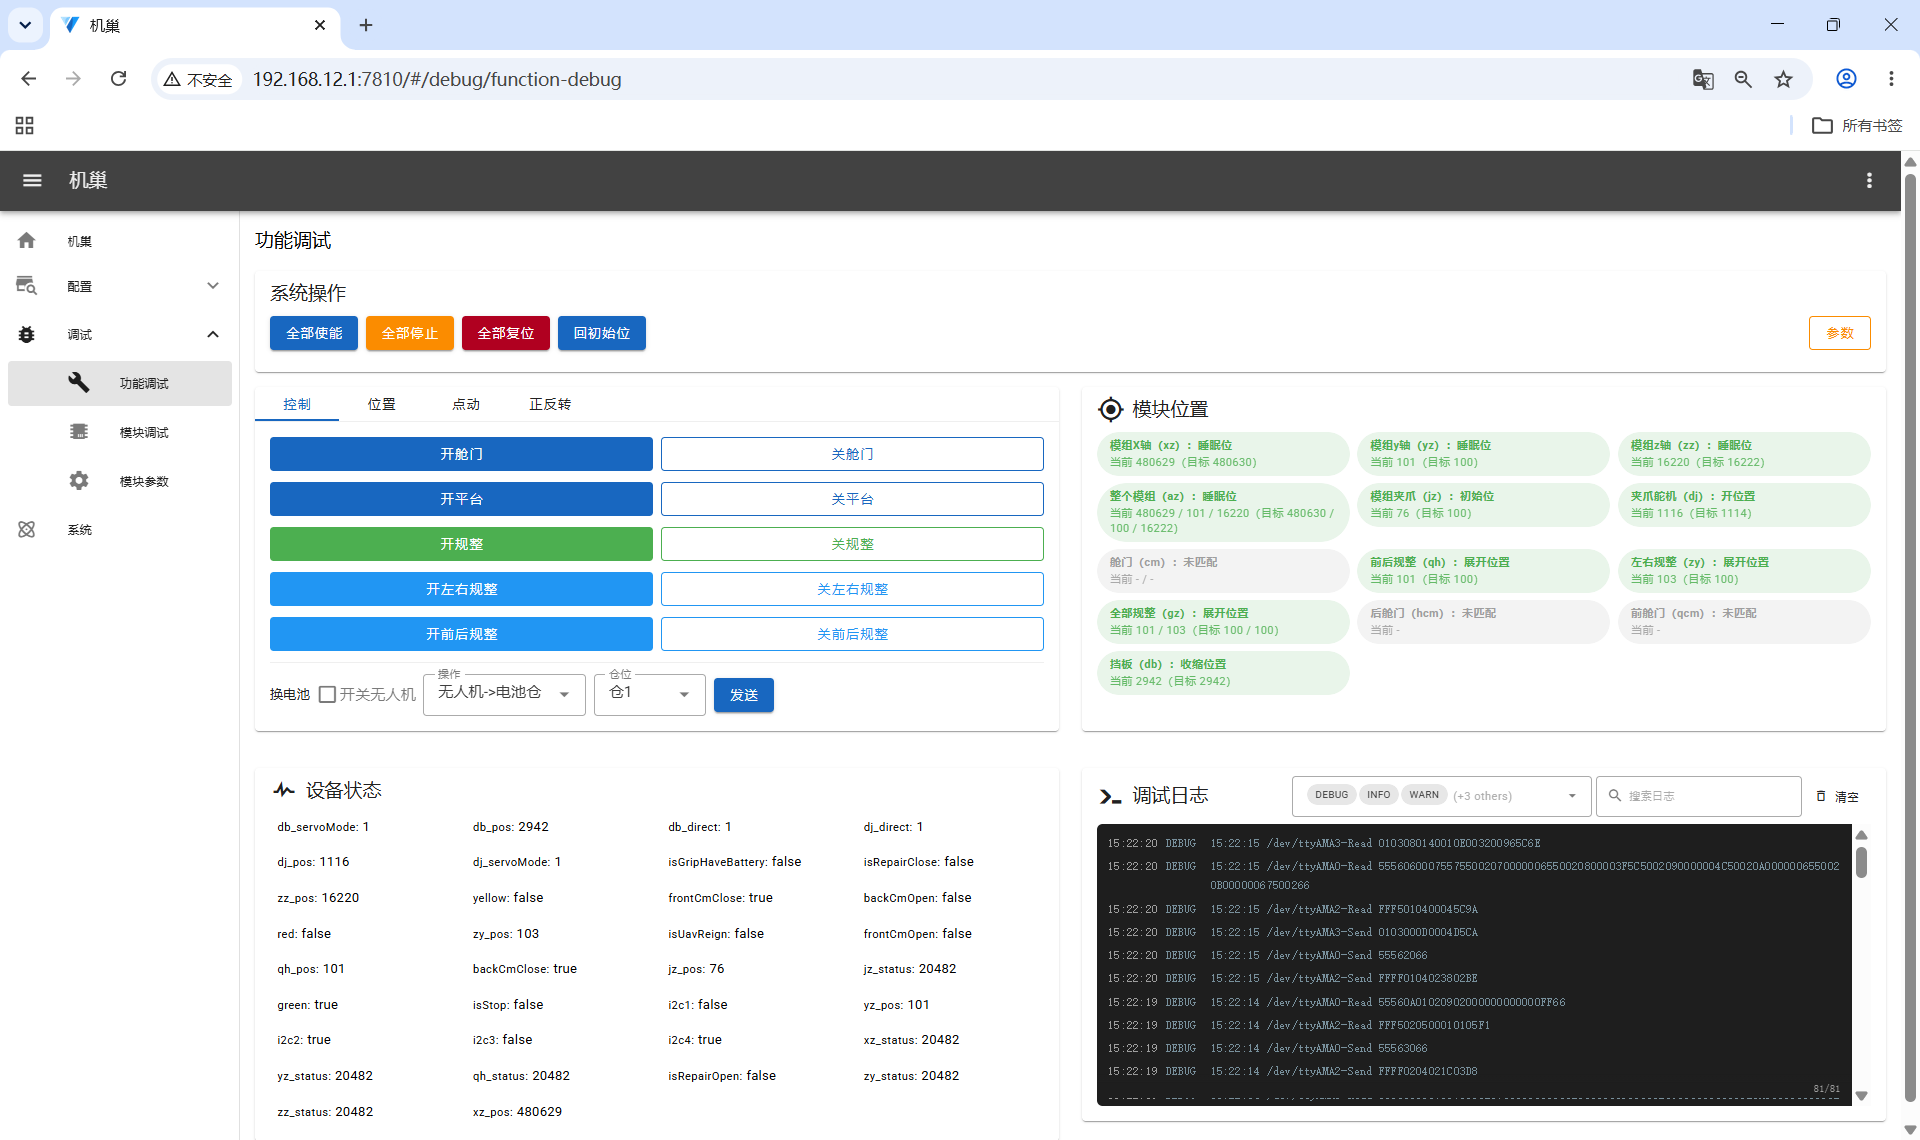 机巢
不安全
192.168.12.1:7810/#/debug/function-debug
所有书签
机巢
机巢
配置
调试
功能调试
模块调试
模块参数
系统
功能调试
系统操作
全部使能
全部停止
全部复位
回初始位
参数
控制
位置
点动
正反转
开舱门
关舱门
开平台
关平台
开规整
关规整
开左右规整
关左右规整
开前后规整
关前后规整
换电池
开关无人机
操作
无人机->电池仓
仓位
仓1
发送
模块位置
模组X轴（xz）：睡眠位
当前 480629（目标 480630）
模组y轴（yz）：睡眠位
当前 101（目标 100）
模组z轴（zz）：睡眠位
当前 16220（目标 16222）
整个模组（az）：睡眠位
当前 480629 / 101 / 16220（目标 480630 /
100 / 16222）
模组夹爪（jz）：初始位
当前 76（目标 100）
夹爪舵机（dj）：开位置
当前 1116（目标 1114）
舱门（cm）：未匹配
当前 - / -
前后规整（qh）：展开位置
当前 101（目标 100）
左右规整（zy）：展开位置
当前 103（目标 100）
全部规整（gz）：展开位置
当前 101 / 103（目标 100 / 100）
后舱门（hcm）：未匹配
当前 -
前舱门（qcm）：未匹配
当前 -
挡板（db）：收缩位置
当前 2942（目标 2942）
设备状态
db_servoMode: 1
db_pos: 2942
db_direct: 1
dj_direct: 1
dj_pos: 1116
dj_servoMode: 1
isGripHaveBattery: false
isRepairClose: false
zz_pos: 16220
yellow: false
frontCmClose: true
backCmOpen: false
red: false
zy_pos: 103
isUavReign: false
frontCmOpen: false
qh_pos: 101
backCmClose: true
jz_pos: 76
jz_status: 20482
green: true
isStop: false
i2c1: false
yz_pos: 101
i2c2: true
i2c3: false
i2c4: true
xz_status: 20482
yz_status: 20482
qh_status: 20482
isRepairOpen: false
zy_status: 20482
zz_status: 20482
xz_pos: 480629
调试日志
DEBUG
INFO
WARN
(+3 others)
搜索日志
清空
15:22:20 DEBUG 15:22:15 /dev/ttyAMA3-Read 0103080140010E003200965C6E
15:22:20 DEBUG 15:22:15 /dev/ttyAMA0-Read 5556060007557550020700000065500208000 03F5C5002090000004C50020A0000006550 02
0B00000067500266
15:22:20 DEBUG 15:22:15 /dev/ttyAMA2-Read FFF5010400045C9A
15:22:20 DEBUG 15:22:15 /dev/ttyAMA3-Send 0103000D0004D5CA
15:22:20 DEBUG 15:22:15 /dev/ttyAMA0-Send 55562066
15:22:20 DEBUG 15:22:15 /dev/ttyAMA2-Send FFFF0104023802BE
15:22:19 DEBUG 15:22:14 /dev/ttyAMA0-Read 55560A01020902000000000000FF66
15:22:19 DEBUG 15:22:14 /dev/ttyAMA2-Read FFF5020500010105F1
15:22:19 DEBUG 15:22:14 /dev/ttyAMA0-Send 55563066
15:22:19 DEBUG 15:22:14 /dev/ttyAMA2-Send FFFF0204021C03D8
81/81